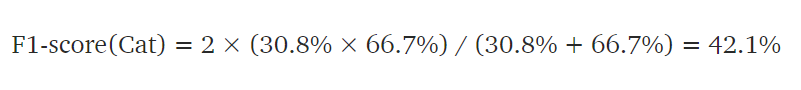 F1-score(Cat) = 2 × (30.8% × 66.7%) / (30.8% + 66.7%) = 42.1%